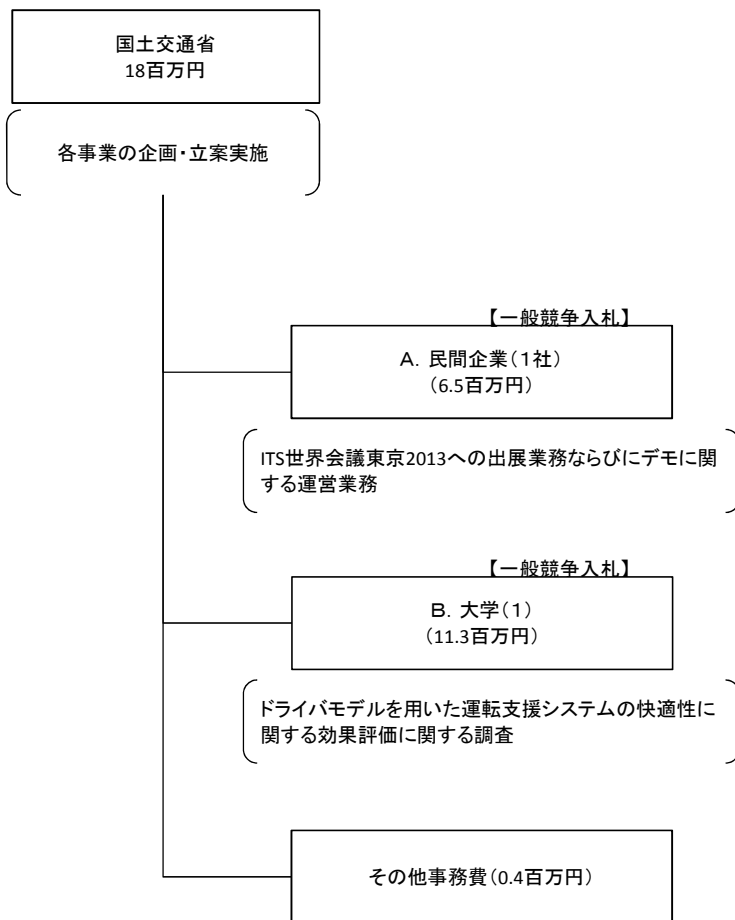 国土交通省
18百万円
各事業の企画・立案実施
【一般競争入札】
A. 民間企業(1社)
(6.5百万円)
ITS世界会議東京2013への出展業務ならびにデモに関
する運営業務
【一般競争入札】
B. 大学(1)
(11.3百万円)
ドライバモデルを用いた運転支援システムの快適性に
関する効果評価に関する調査
その他事務費(0.4百万円)